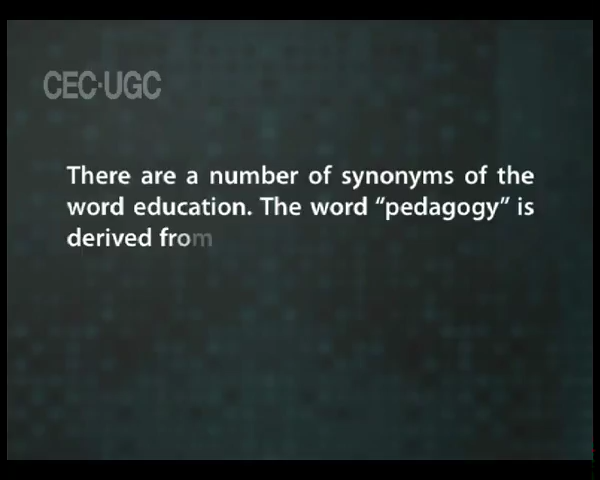 CEC-UGC
There are a number of synonyms of the
word education. The word “pedagogy” is
derived from